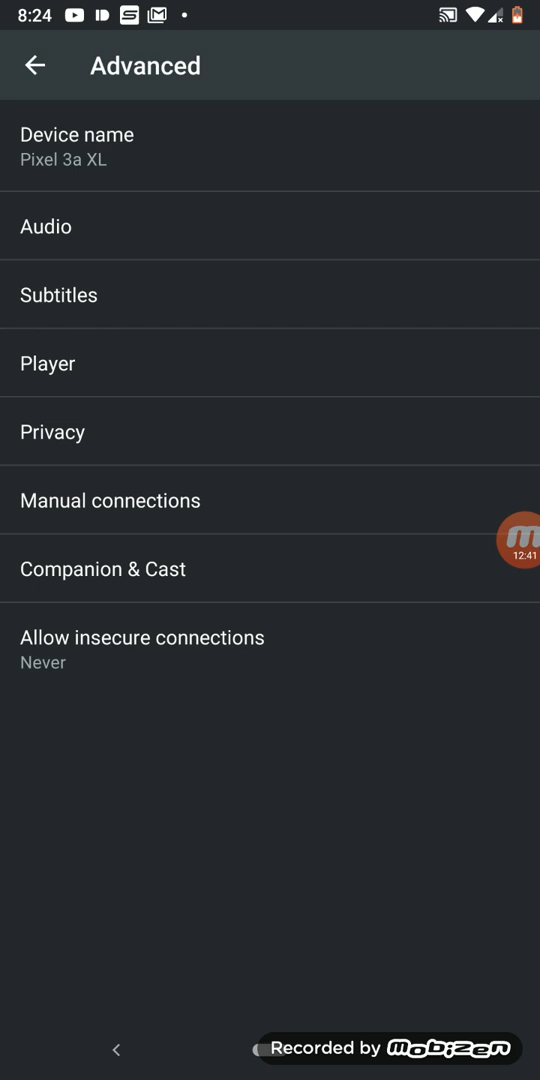 8:24
Advanced
Device name
Pixel 3a XL
Audio
Subtitles
Player
Privacy
Manual connections
12:41
Companion & Cast
Allow insecure connections
Never
Recorded by mobizen